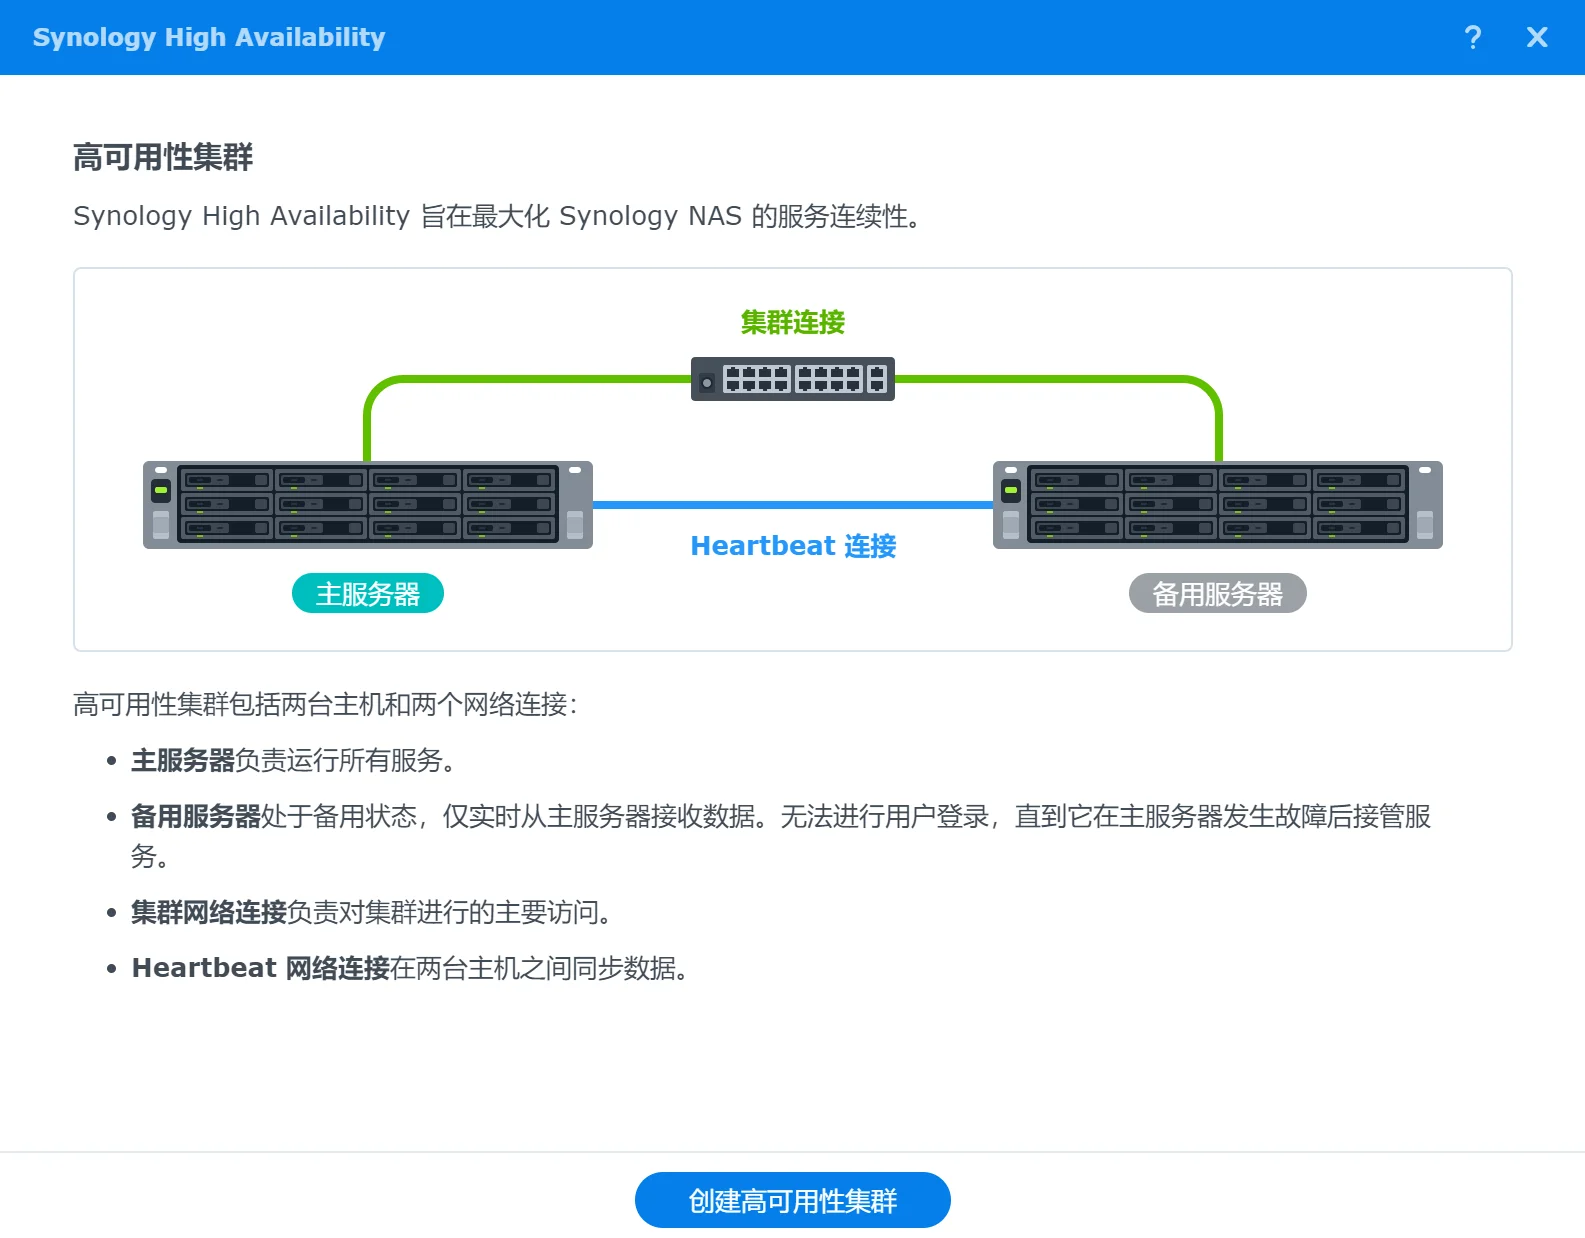 Synology High Availability
高可用性集群
Synology High Availability 旨在最大化 Synology NAS 的服务连续性。
集群连接
Heartbeat 连接
主服务器
备用服务器
高可用性集群包括两台主机和两个网络连接：
• 主服务器负责运行所有服务。
• 备用服务器处于备用状态，仅实时从主服务器接收数据。无法进行用户登录，直到它在主服务器发生故障后接管服
务。
• 集群网络连接负责对集群进行的主要访问。
• Heartbeat 网络连接在两台主机之间同步数据。
创建高可用性集群